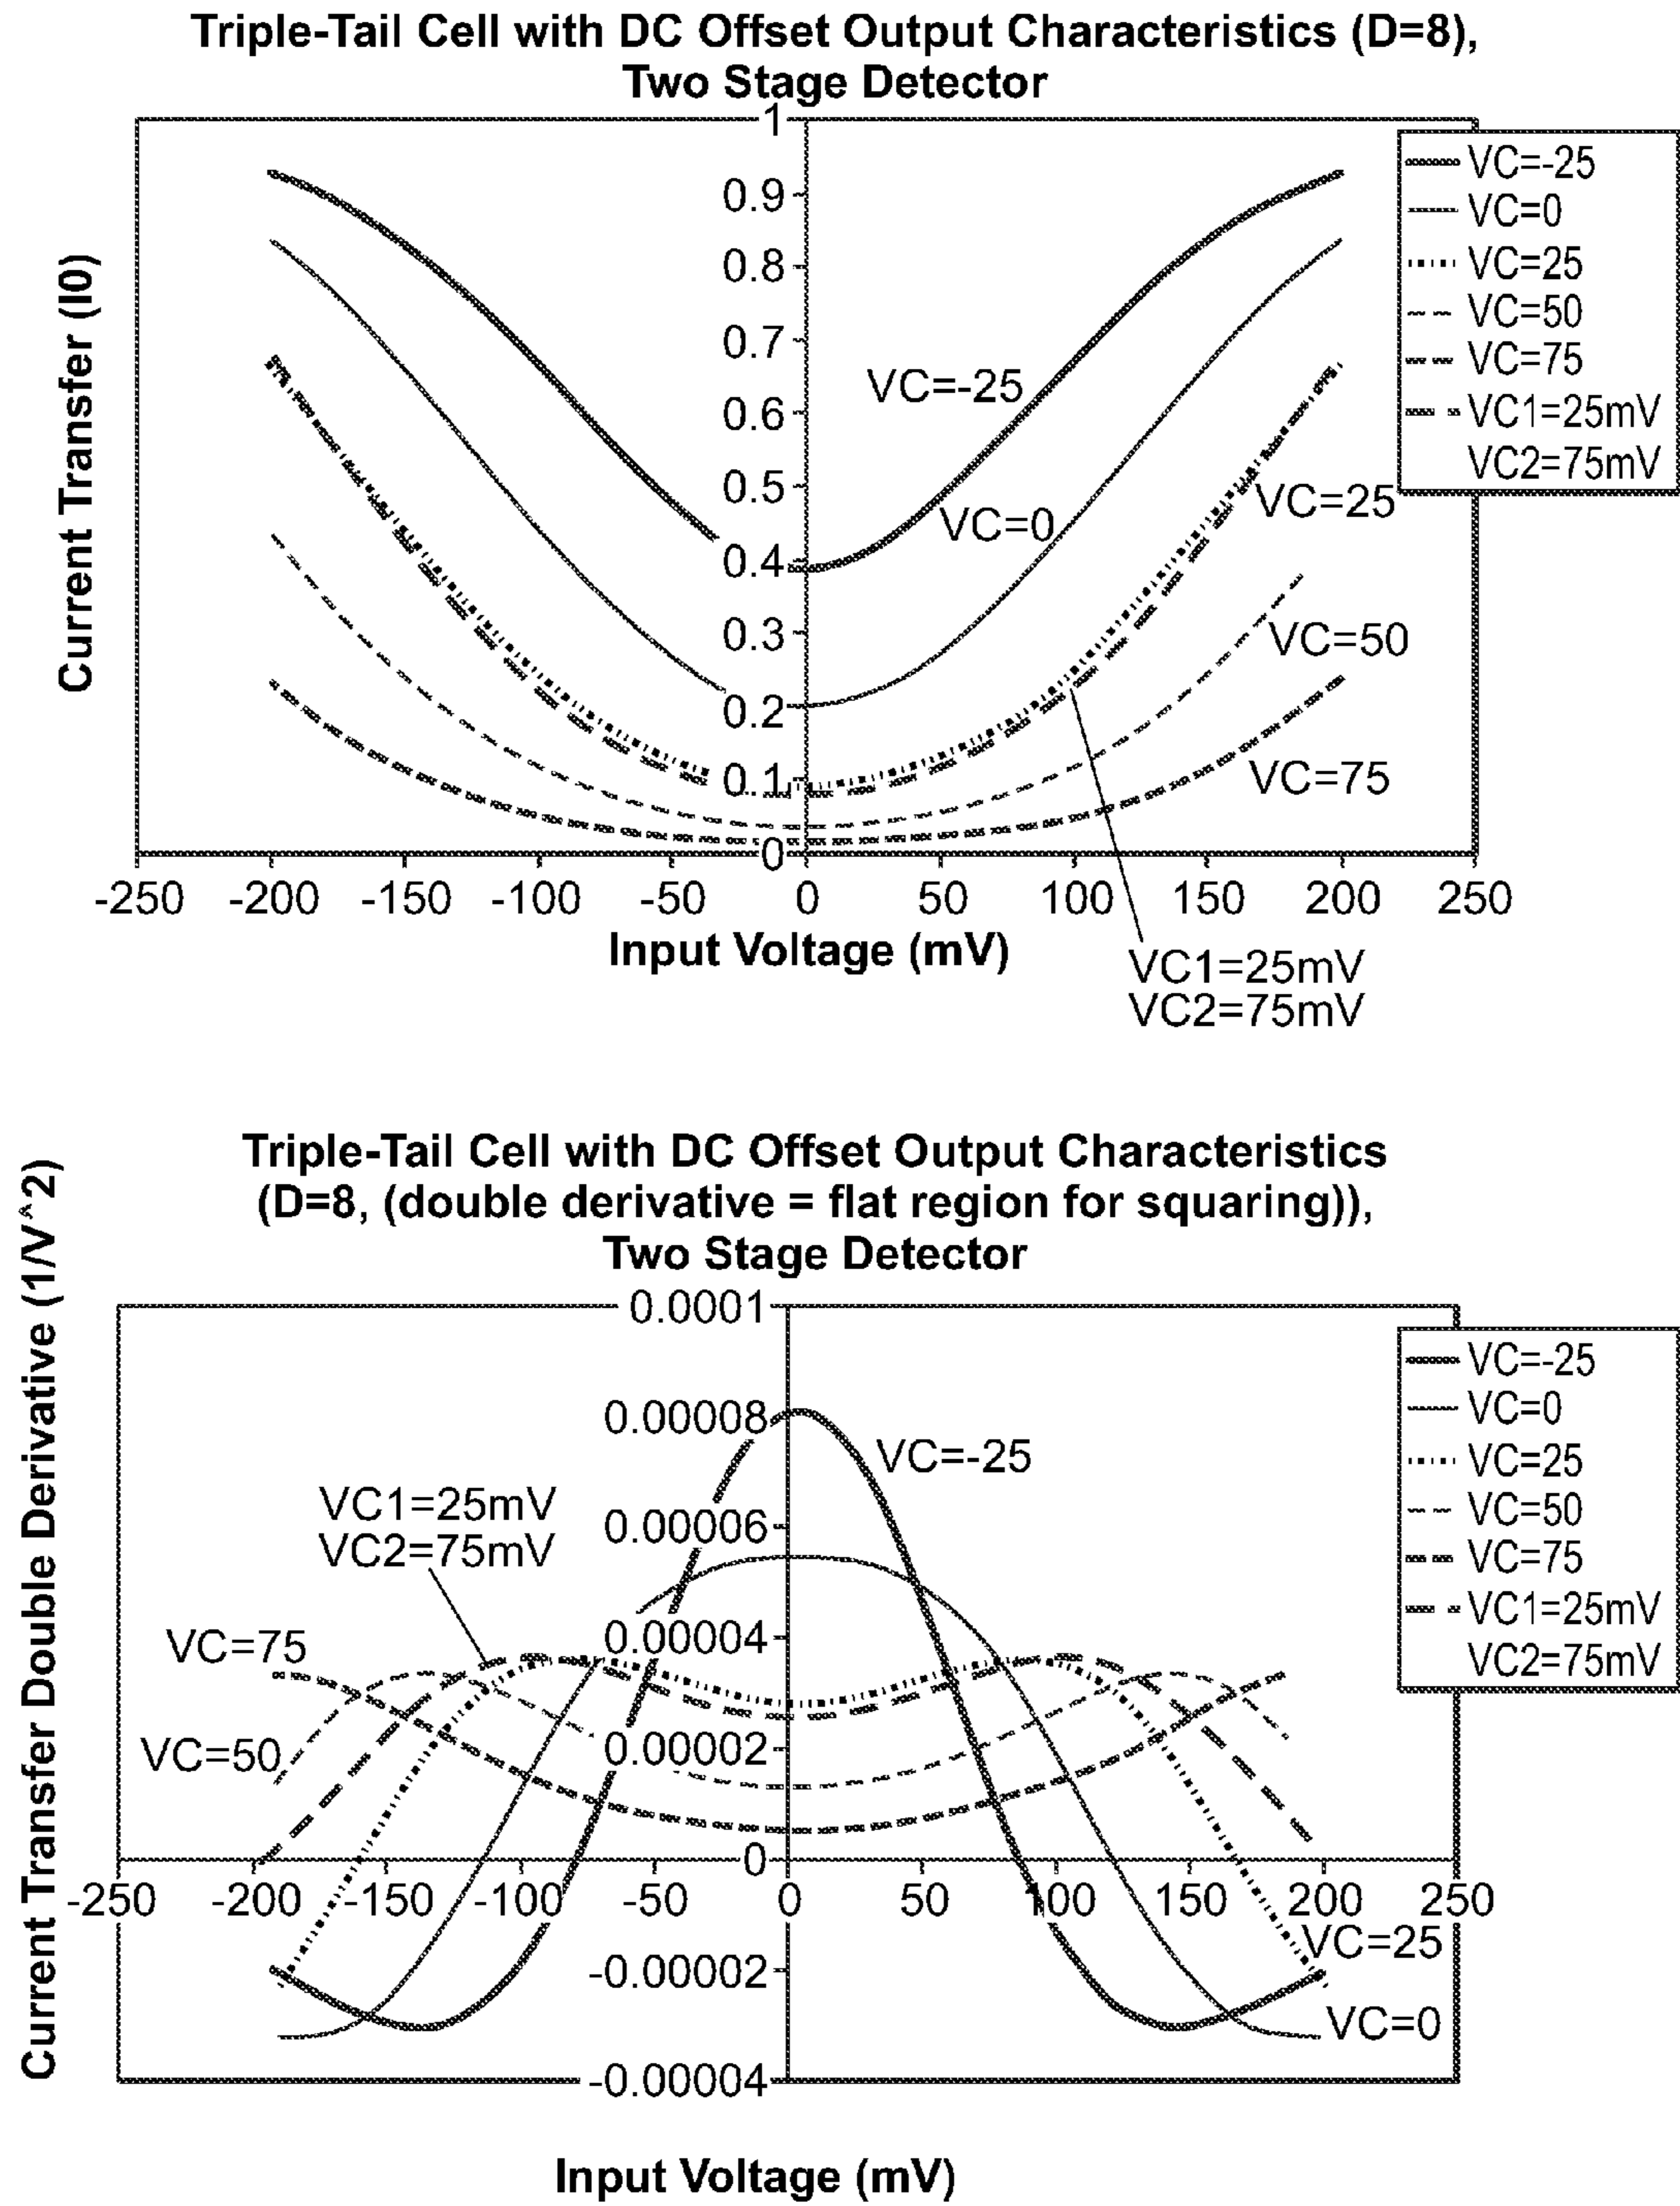 Triple-Tail Cell with DC Offset Output Characteristics (D=8),
Two Stage Detector
Current Transfer (I0)
1
0.9
0.8
0.7
0.6
0.5
0.4
0.3
0.2
0.1
0
-250 -200 -150 -100 -50 0 50 100 150 200 250
Input Voltage (mV)
VC=-25
VC=0
VC=25
VC=50
VC=75
VC1=25mV
VC2=75mV
VC=-25
VC=0
VC=25
VC=50
VC=75
VC1=25mV
VC2=75mV
Triple-Tail Cell with DC Offset Output Characteristics
(D=8, (double derivative = flat region for squaring)),
Two Stage Detector
Current Transfer Double Derivative (1/V^2)
0.0001
0.00008
0.00006
0.00004
0.00002
0
-0.00002
-0.00004
-250 -200 -150 -100 -50 0 50 100 150 200 250
VC=-25
VC1=25mV
VC2=75mV
VC=75
VC=50
VC=25
VC=0
VC=-25
VC=0
VC=25
VC=50
VC=75
VC1=25mV
VC2=75mV
Input Voltage (mV)